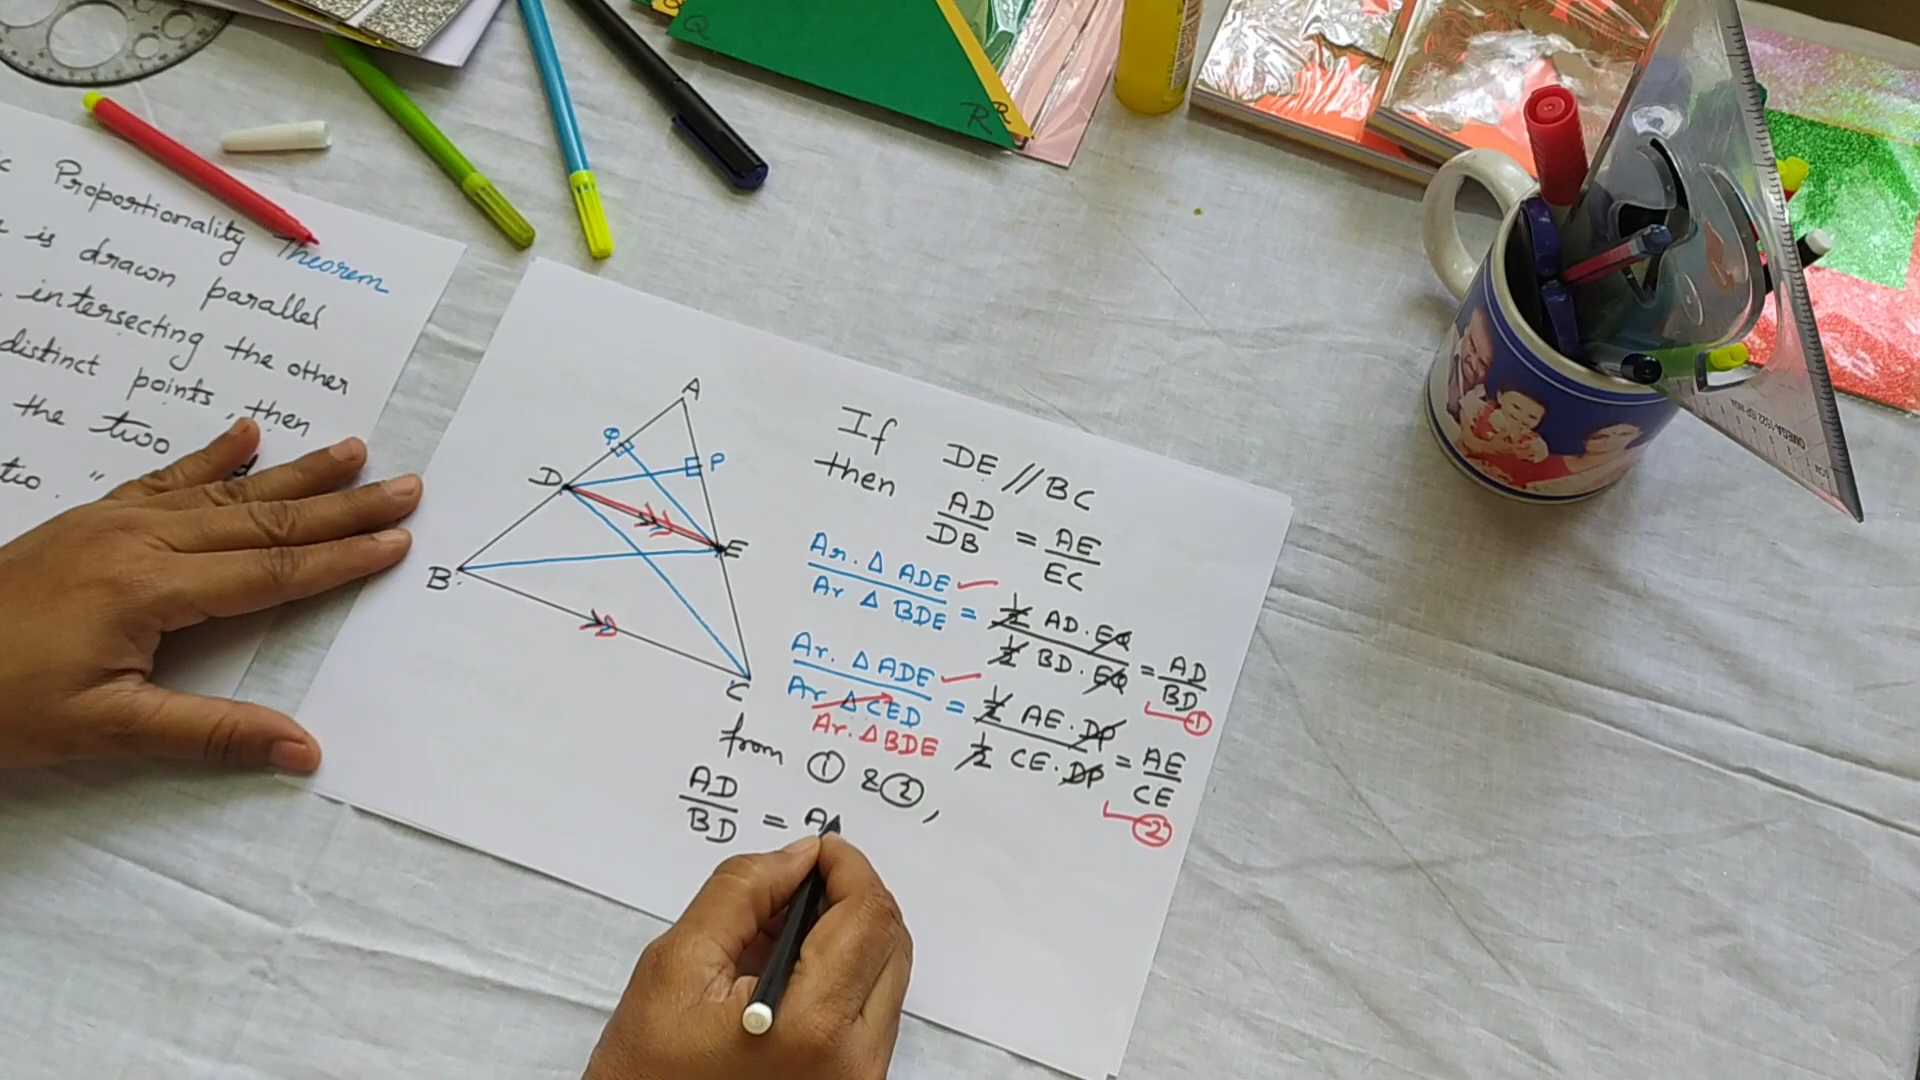 Proportionality Theorem
is drawn parallel
intersecting the other
distinct points, then
the two
Q
R
R
A
Q
P
D
E
B
C
If DE // BC
then AD/DB = AE/EC
Ar. Δ ADE / Ar Δ BDE = 1/2 AD. EQ / 1/2 BD. EQ = AD/BD
①
Ar. Δ ADE / Ar Δ CED = 1/2 AE. DP / 1/2 CE. DP = AE/CE
Ar. Δ BDE
②
from ① & ②,
AD/BD = A